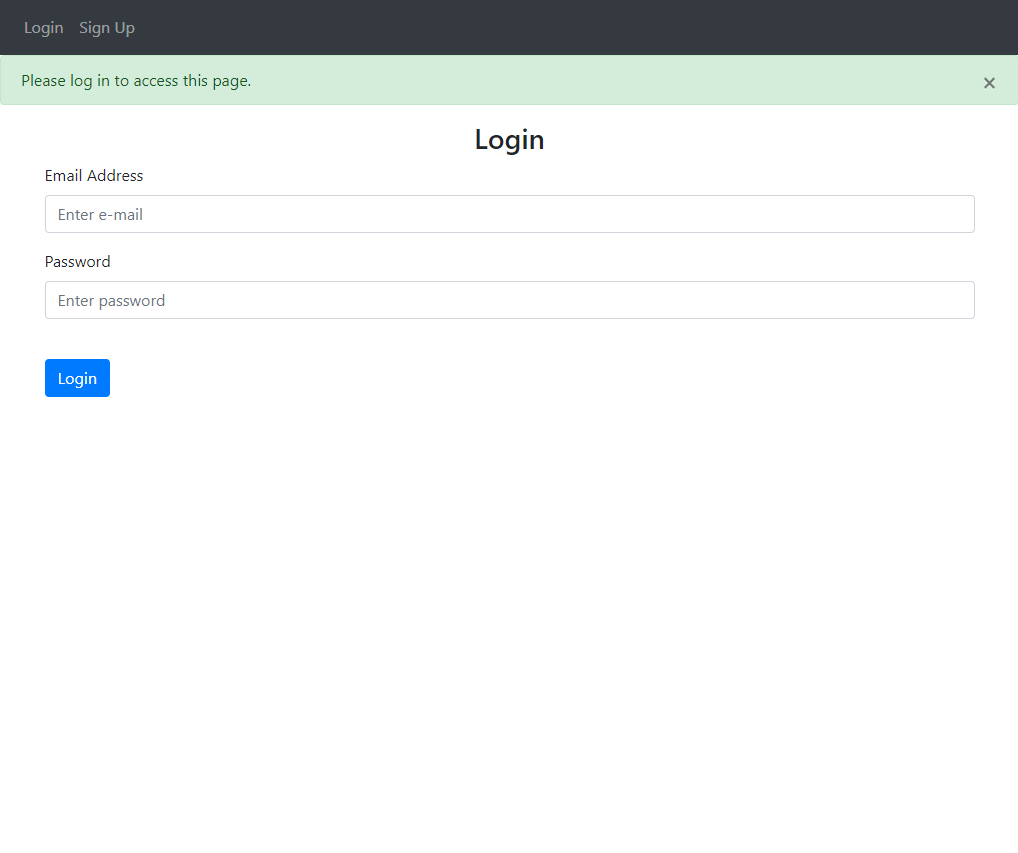 Login Sign Up
Please log in to access this page. ×
Login
Email Address
Enter e-mail
Password
Enter password
Login